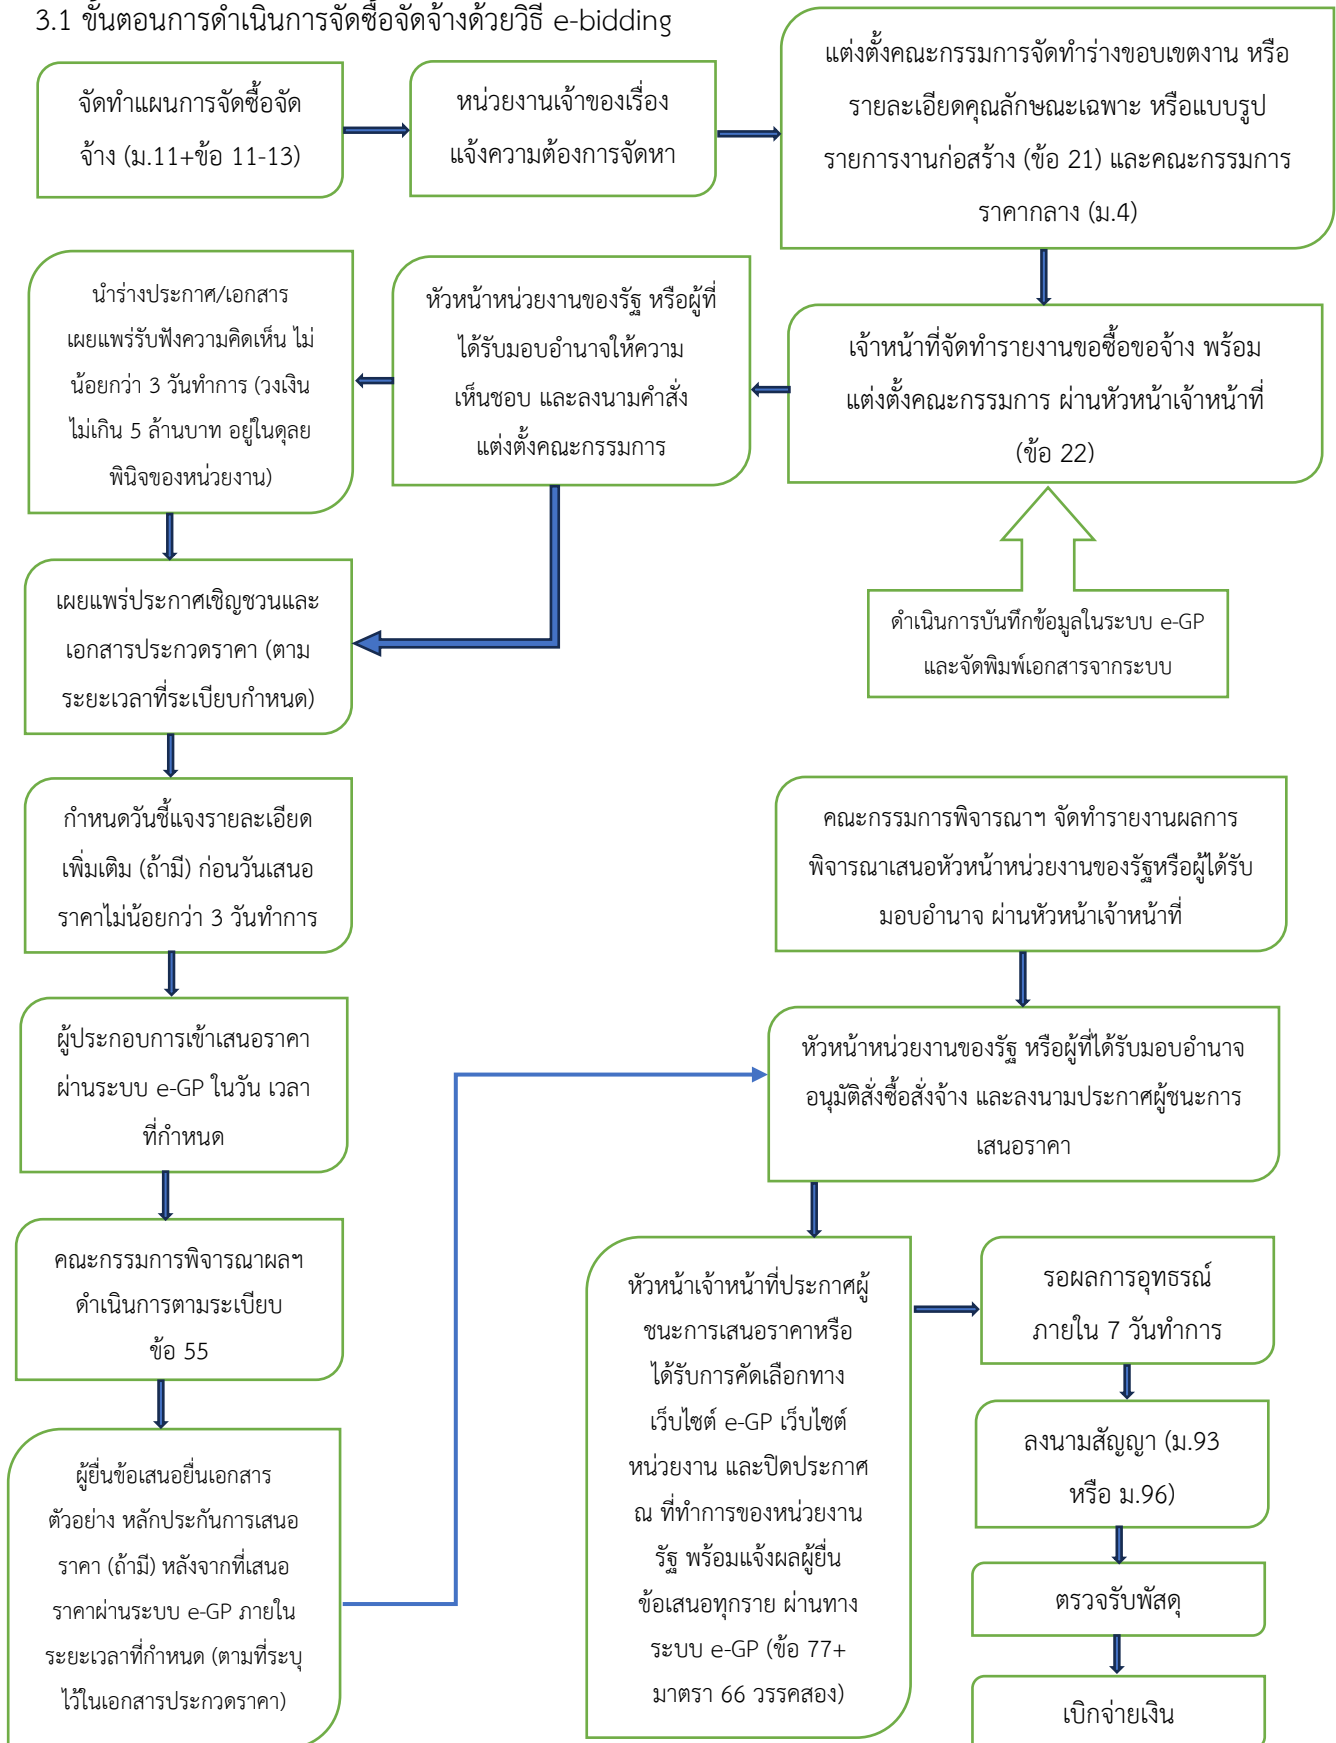 3.1 ขั้นตอนการดำเนินการจัดซื้อจัดจ้างด้วยวิธี e-bidding
จัดทำแผนการจัดซื้อจัด
จ้าง (ม.11+ข้อ 11-13)
หน่วยงานเจ้าของเรื่อง
แจ้งความต้องการจัดหา
แต่งตั้งคณะกรรมการจัดทำร่างขอบเขตงาน หรือ
รายละเอียดคุณลักษณะเฉพาะ หรือแบบรูป
รายการงานก่อสร้าง (ข้อ 21) และคณะกรรมการ
ราคากลาง (ม.4)
เจ้าหน้าที่จัดทำรายงานขอซื้อขอจ้าง พร้อม
แต่งตั้งคณะกรรมการ ผ่านหัวหน้าเจ้าหน้าที่
(ข้อ 22)
ดำเนินการบันทึกข้อมูลในระบบ e-GP
และจัดพิมพ์เอกสารจากระบบ
หัวหน้าหน่วยงานของรัฐ หรือผู้ที่
ได้รับมอบอำนาจให้ความ
เห็นชอบ และลงนามคำสั่ง
แต่งตั้งคณะกรรมการ
นำร่างประกาศ/เอกสาร
เผยแพร่รับฟังความคิดเห็น ไม่
น้อยกว่า 3 วันทำการ (วงเงิน
ไม่เกิน 5 ล้านบาท อยู่ในดุลย
พินิจของหน่วยงาน)
เผยแพร่ประกาศเชิญชวนและ
เอกสารประกวดราคา (ตาม
ระยะเวลาที่ระเบียบกำหนด)
กำหนดวันชี้แจงรายละเอียด
เพิ่มเติม (ถ้ามี) ก่อนวันเสนอ
ราคาไม่น้อยกว่า 3 วันทำการ
ผู้ประกอบการเข้าเสนอราคา
ผ่านระบบ e-GP ในวัน เวลา
ที่กำหนด
คณะกรรมการพิจารณาผลฯ
ดำเนินการตามระเบียบ
ข้อ 55
ผู้ยื่นข้อเสนอยื่นเอกสาร
ตัวอย่าง หลักประกันการเสนอ
ราคา (ถ้ามี) หลังจากที่เสนอ
ราคาผ่านระบบ e-GP ภายใน
ระยะเวลาที่กำหนด (ตามที่ระบุ
ไว้ในเอกสารประกวดราคา)
คณะกรรมการพิจารณาฯ จัดทำรายงานผลการ
พิจารณาเสนอหัวหน้าหน่วยงานของรัฐหรือผู้ได้รับ
มอบอำนาจ ผ่านหัวหน้าเจ้าหน้าที่
หัวหน้าหน่วยงานของรัฐ หรือผู้ที่ได้รับมอบอำนาจ
อนุมัติสั่งซื้อสั่งจ้าง และลงนามประกาศผู้ชนะการ
เสนอราคา
หัวหน้าเจ้าหน้าที่ประกาศผู้
ชนะการเสนอราคาหรือ
ได้รับการคัดเลือกทาง
เว็บไซต์ e-GP เว็บไซต์
หน่วยงาน และปิดประกาศ
ณ ที่ทำการของหน่วยงาน
รัฐ พร้อมแจ้งผลผู้ยื่น
ข้อเสนอทุกราย ผ่านทาง
ระบบ e-GP (ข้อ 77+
มาตรา 66 วรรคสอง)
รอผลการอุทธรณ์
ภายใน 7 วันทำการ
ลงนามสัญญา (ม.93
หรือ ม.96)
ตรวจรับพัสดุ
เบิกจ่ายเงิน